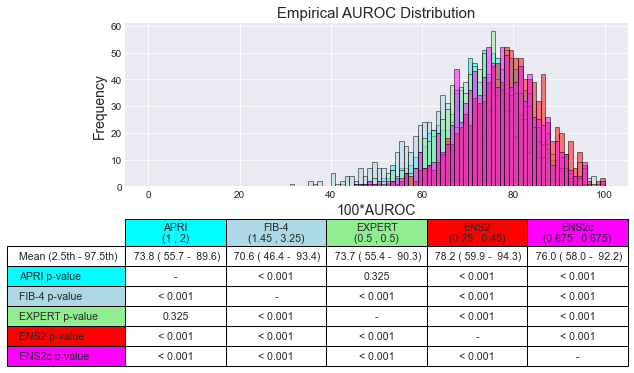 Empirical AUROC Distribution
60
50
40
30
20
10
0
Frequency
0 20 40 60 80 100
100*AUROC
APRI FIB-4 EXPERT ENS2 ENS2c
(1 , 2) (1.45 , 3.25) (0.5 , 0.5) (0.25 , 0.45) (0.675 , 0.675)
Mean (2.5th - 97.5th) 73.8 ( 55.7 - 89.6) 70.6 ( 46.4 - 93.4) 73.7 ( 55.4 - 90.3) 78.2 ( 59.9 - 94.3) 76.0 ( 58.0 - 92.2)
APRI p-value - < 0.001 0.325 < 0.001 < 0.001
FIB-4 p-value < 0.001 - < 0.001 < 0.001 < 0.001
EXPERT p-value 0.325 < 0.001 - < 0.001 < 0.001
ENS2 p-value < 0.001 < 0.001 < 0.001 - < 0.001
ENS2c p-value < 0.001 < 0.001 < 0.001 < 0.001 -